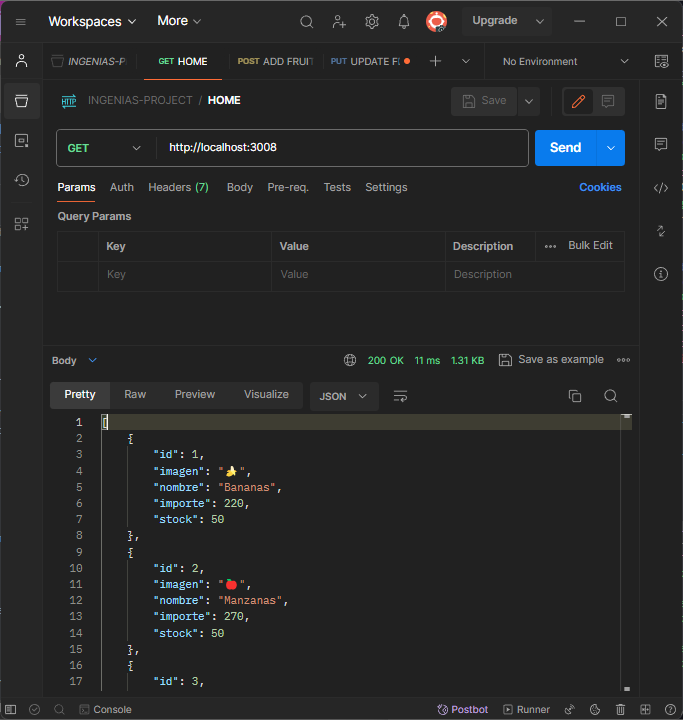 Workspaces More Upgrade
INGENIAS-P GET HOME POST ADD FRUIT PUT UPDATE FI No Environment
HTTP INGENIAS-PROJECT / HOME Save
GET http://localhost:3008 Send
Params Auth Headers (7) Body Pre-req. Tests Settings Cookies
Query Params
Key Value Description Bulk Edit
Key Value Description
Body 200 OK 11 ms 1.31 KB Save as example
Pretty Raw Preview Visualize JSON
1 [
2 {
3 "id": 1,
4 "imagen": "🍌",
5 "nombre": "Bananas",
6 "importe": 220,
7 "stock": 50
8 },
9 {
10 "id": 2,
11 "imagen": "🍎",
12 "nombre": "Manzanas",
13 "importe": 270,
14 "stock": 50
15 },
16 {
17 "id": 3,
Console Postbot Runner